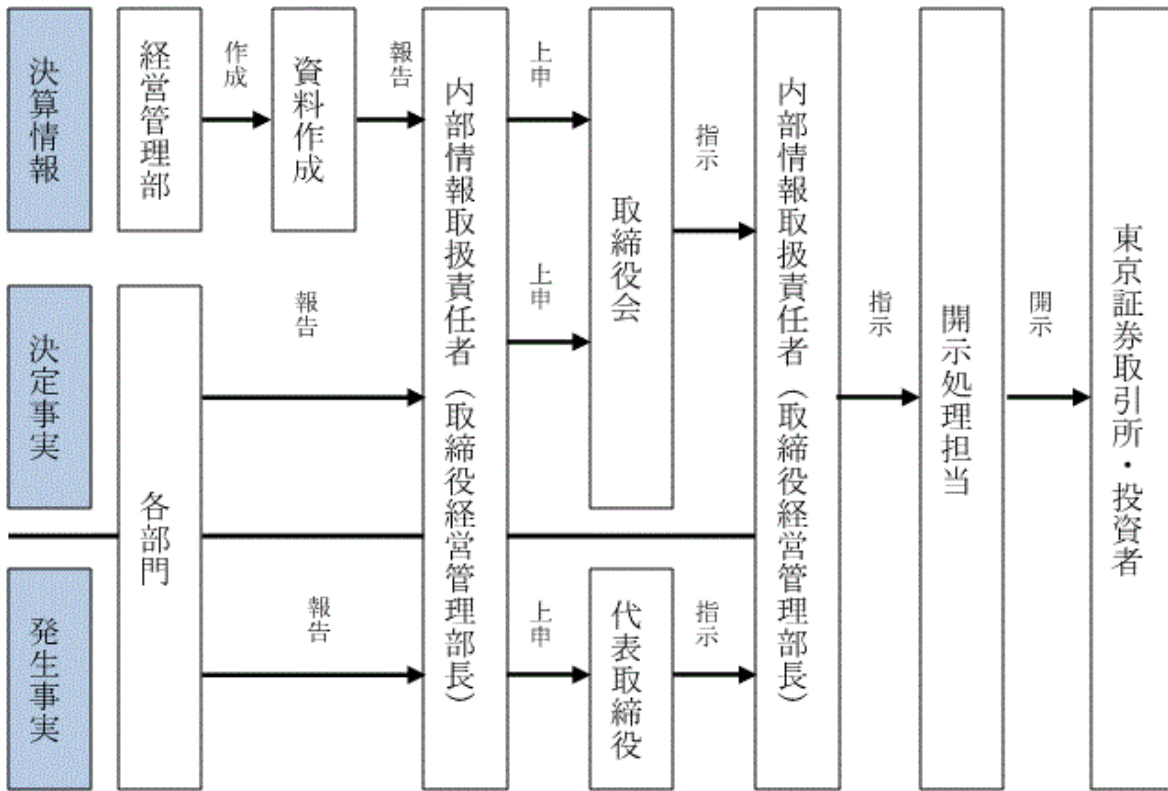 決算情報
経営管理部
作成
資料作成
報告
内部情報取扱責任者(取締役経営管理部長)
上申
取締役会
指示
内部情報取扱責任者(取締役経営管理部長)
指示
開示処理担当
開示
東京証券取引所・投資者
決定事実
各部門
報告
上申
発生事実
報告
上申
代表取締役
指示